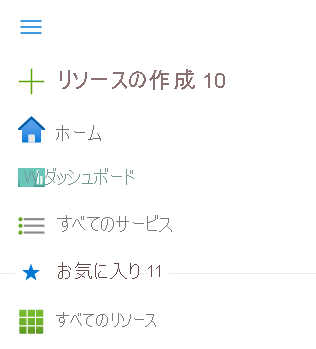 リソースの作成 10
ホーム
ダッシュボード
すべてのサービス
お気に入り 11
すべてのリソース